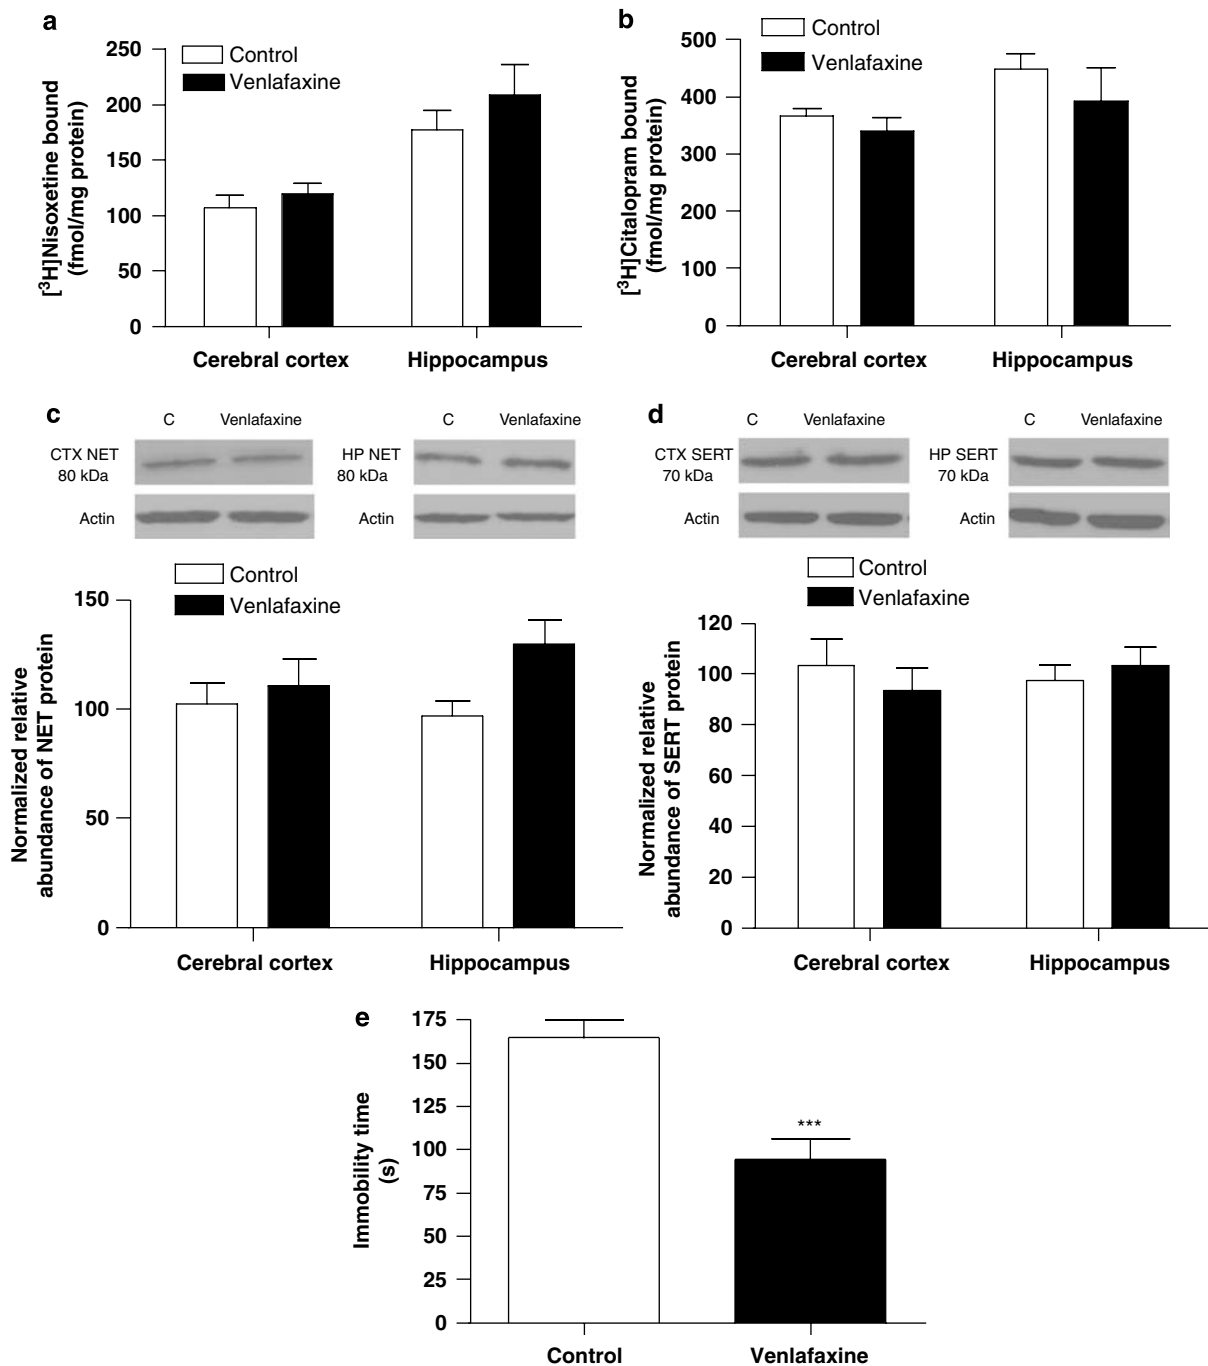 a
[³H]Nisoxetine bound
(fmol/mg protein)
250
200
150
100
50
0
Control
Venlafaxine
Cerebral cortex
Hippocampus
b
[³H]Citalopram bound
(fmol/mg protein)
500
400
300
200
100
0
Control
Venlafaxine
Cerebral cortex
Hippocampus
c
C
Venlafaxine
C
Venlafaxine
CTX NET
80 kDa
HP NET
80 kDa
Actin
Actin
Control
Venlafaxine
Normalized relative
abundance of NET protein
150
100
50
0
Cerebral cortex
Hippocampus
d
C
Venlafaxine
C
Venlafaxine
CTX SERT
70 kDa
HP SERT
70 kDa
Actin
Actin
Control
Venlafaxine
Normalized relative
abundance of SERT protein
120
100
80
60
40
20
0
Cerebral cortex
Hippocampus
e
Immobility time
(s)
175
150
125
100
75
50
25
0
***
Control
Venlafaxine